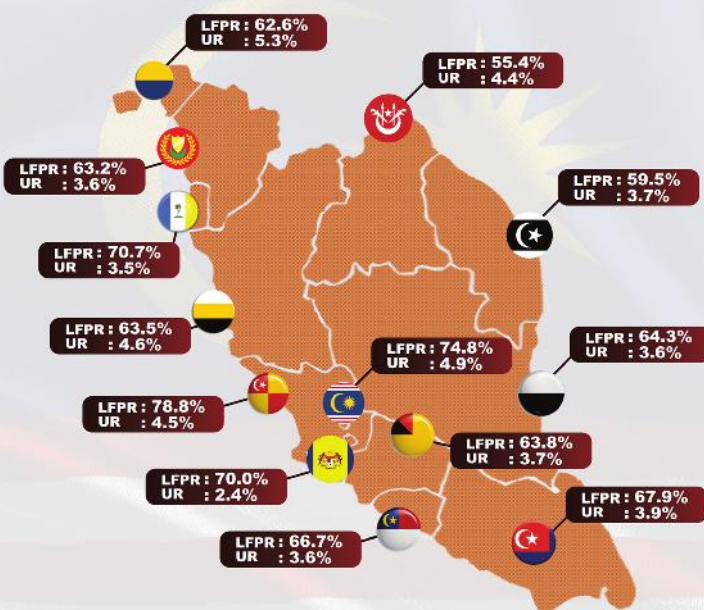 LFPR : 62.6%
UR : 5.3%
LFPR : 55.4%
UR : 4.4%
LFPR : 63.2%
UR : 3.6%
LFPR : 59.5%
UR : 3.7%
LFPR : 70.7%
UR : 3.5%
LFPR : 63.5%
UR : 4.6%
LFPR : 74.8%
UR : 4.9%
LFPR : 64.3%
UR : 3.6%
LFPR : 78.8%
UR : 4.5%
LFPR : 63.8%
UR : 3.7%
LFPR : 70.0%
UR : 2.4%
LFPR : 67.9%
UR : 3.9%
LFPR : 66.7%
UR : 3.6%